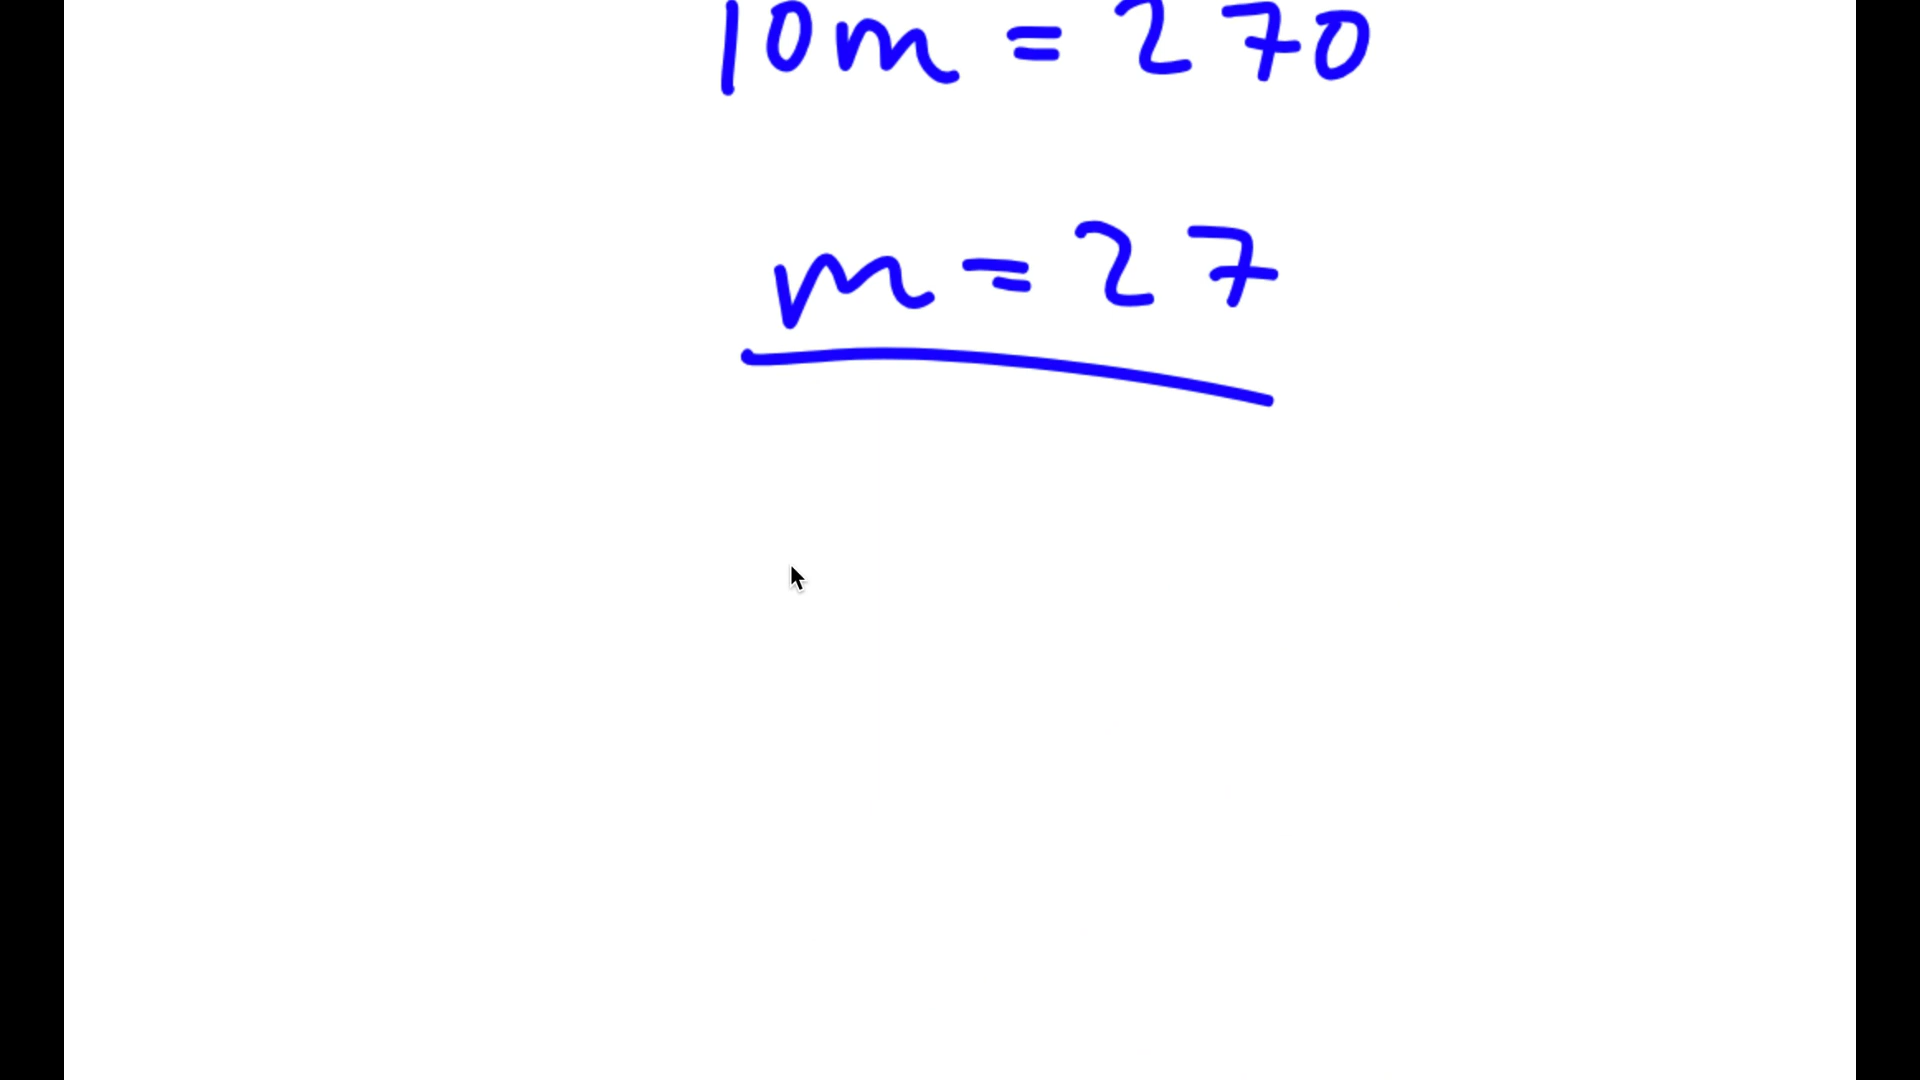 10m = 270
m = 27